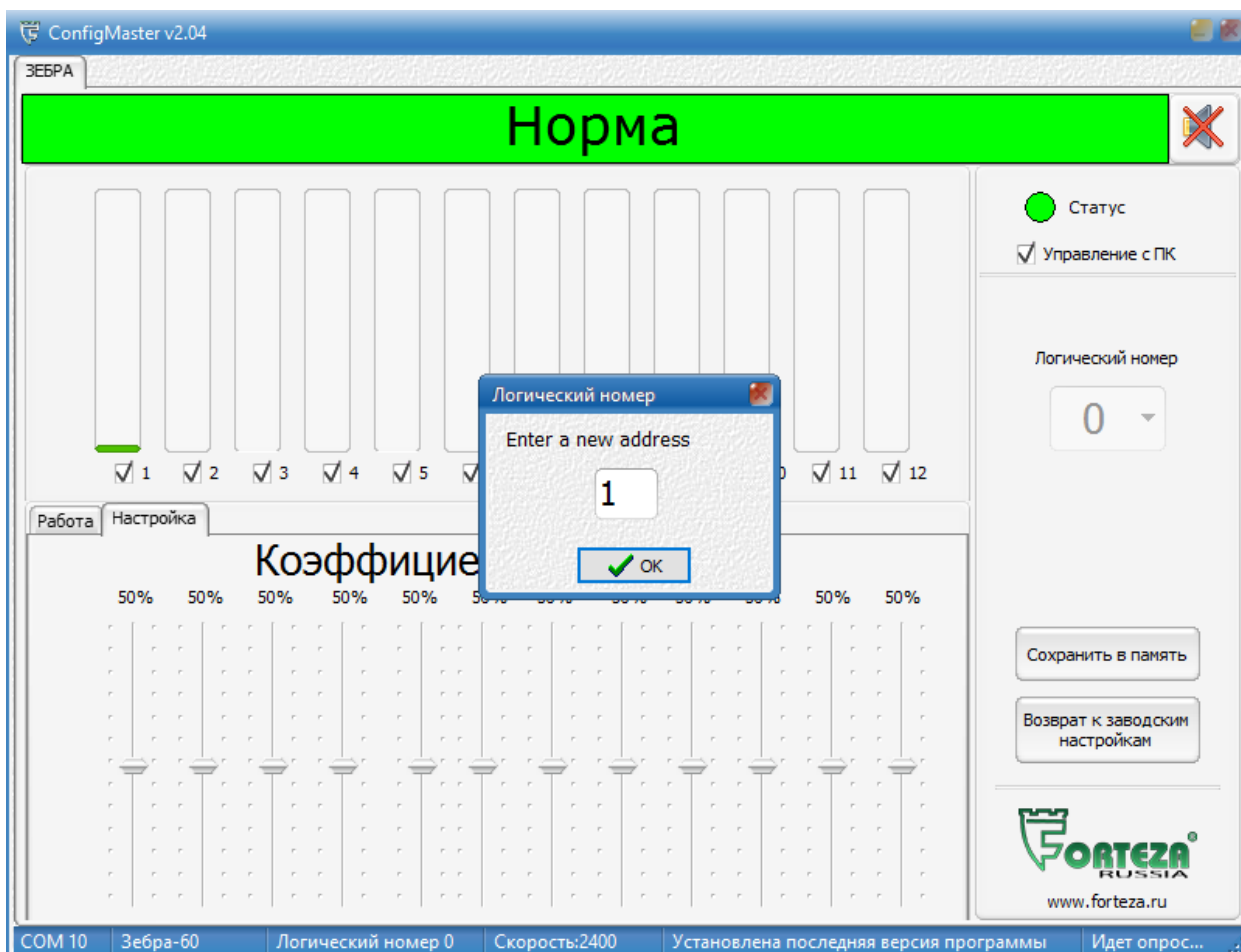 ConfigMaster v2.04
ЗЕБРА
Норма
Статус
Управление с ПК
Логический номер
0
Логический номер
Enter a new address
1
OK
1 2 3 4 5 11 12
Работа Настройка
Коэффицие
50% 50% 50% 50% 50% 50% 50%
Сохранить в память
Возврат к заводским
настройкам
FORTEZA
RUSSIA
www.forteza.ru
COM 10 Зебра-60 Логический номер 0 Скорость:2400 Установлена последняя версия программы Идет опрос...